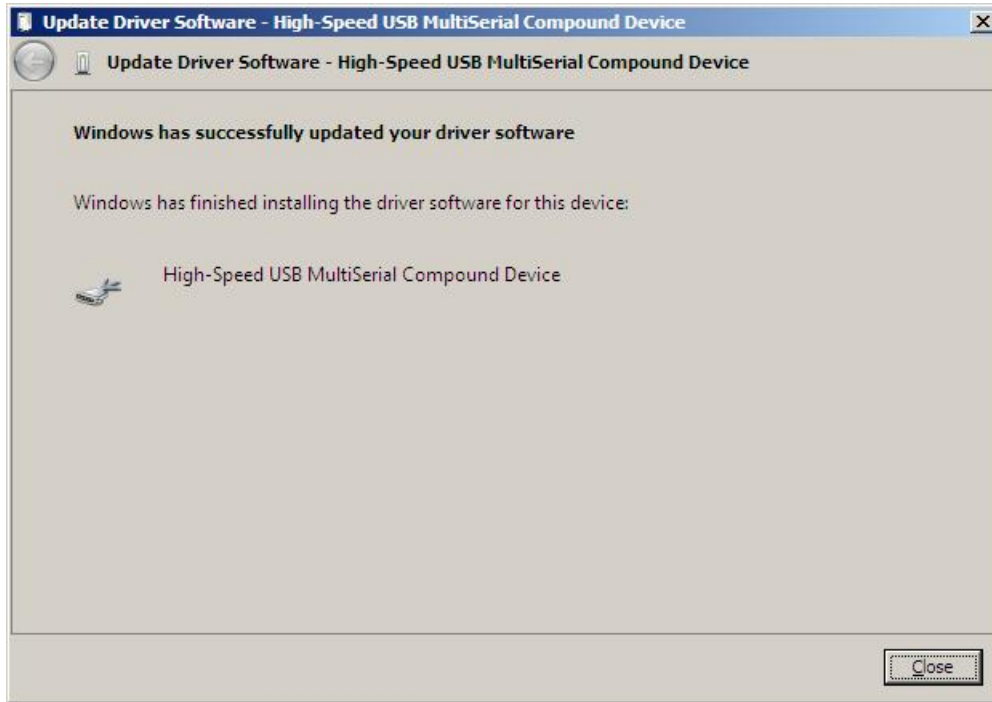 Update Driver Software - High-Speed USB MultiSerial Compound Device
Update Driver Software - High-Speed USB MultiSerial Compound Device
Windows has successfully updated your driver software
Windows has finished installing the driver software for this device:
High-Speed USB MultiSerial Compound Device
Close